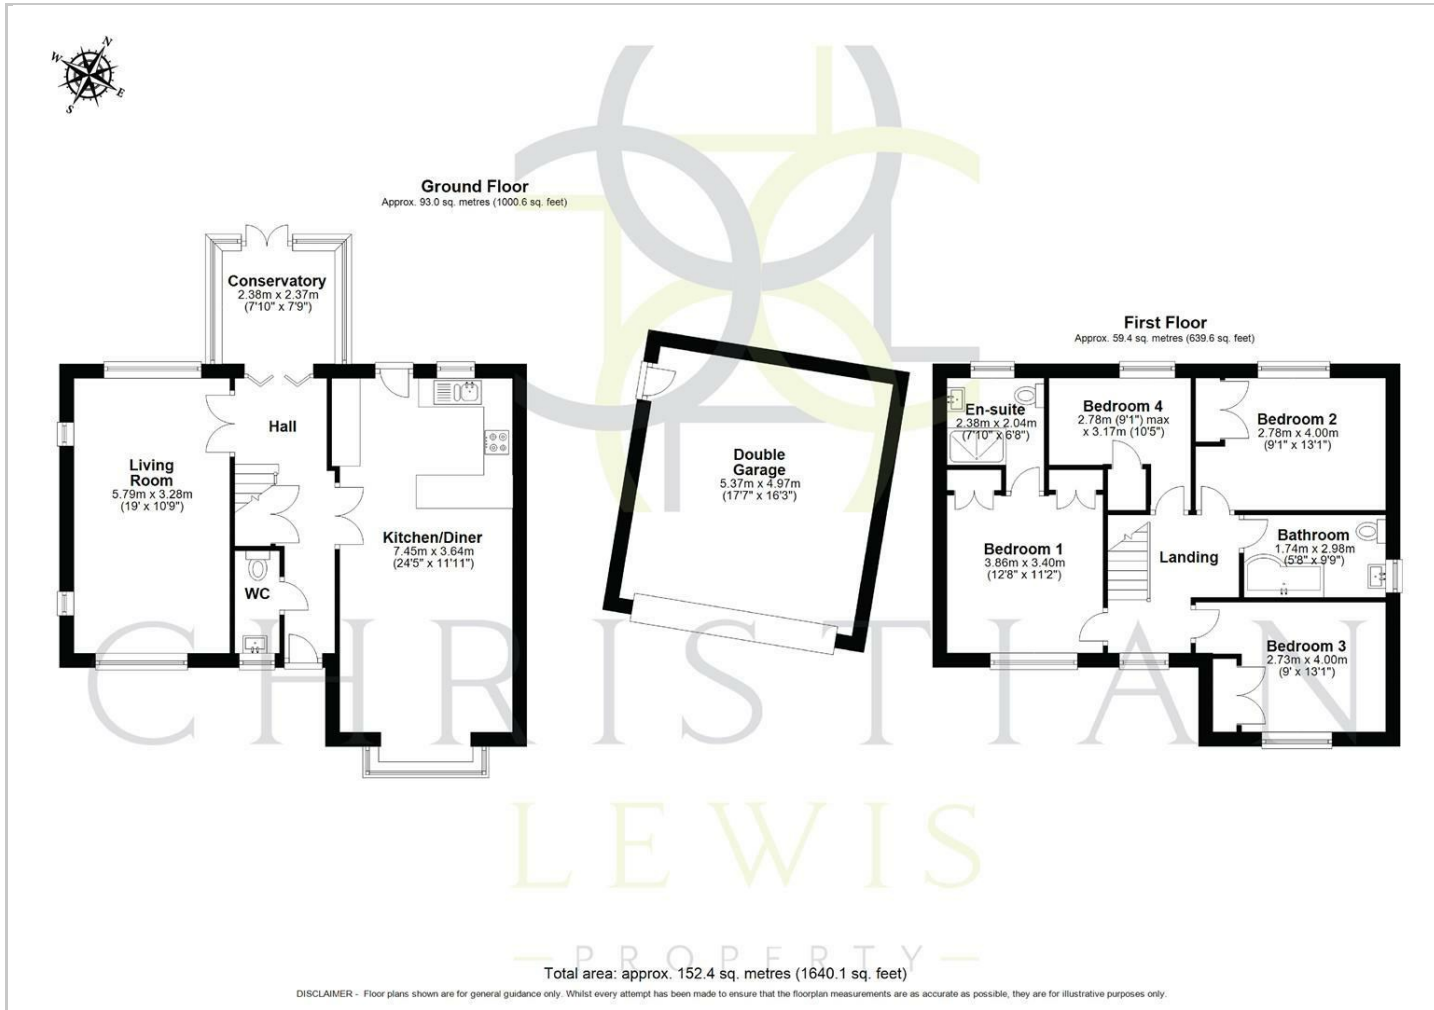 N
W
E
S
Ground Floor
Approx. 93.0 sq. metres (1000.6 sq. feet)
Conservatory
2.38m x 2.37m
(7'10" x 7'9")
Hall
Living
Room
5.79m x 3.28m
(19' x 10'9")
Kitchen/Diner
7.45m x 3.64m
(24'5" x 11'11")
WC
Double
Garage
5.37m x 4.97m
(17'7" x 16'3")
First Floor
Approx. 59.4 sq. metres (639.6 sq. feet)
En-suite
2.38m x 2.04m
(7'10" x 6'8")
Bedroom 4
2.78m (9'1") max
x 3.17m (10'5")
Bedroom 2
2.78m x 4.00m
(9'1" x 13'1")
Bedroom 1
3.86m x 3.40m
(12'8" x 11'2")
Landing
Bathroom
1.74m x 2.98m
(5'8" x 9'9")
Bedroom 3
2.73m x 4.00m
(9' x 13'1")
CHRISTIAN
LEWIS
PROPERTY
Total area: approx. 152.4 sq. metres (1640.1 sq. feet)
DISCLAIMER - Floor plans shown are for general guidance only. Whilst every attempt has been made to ensure that the floorplan measurements are as accurate as possible, they are for illustrative purposes only.